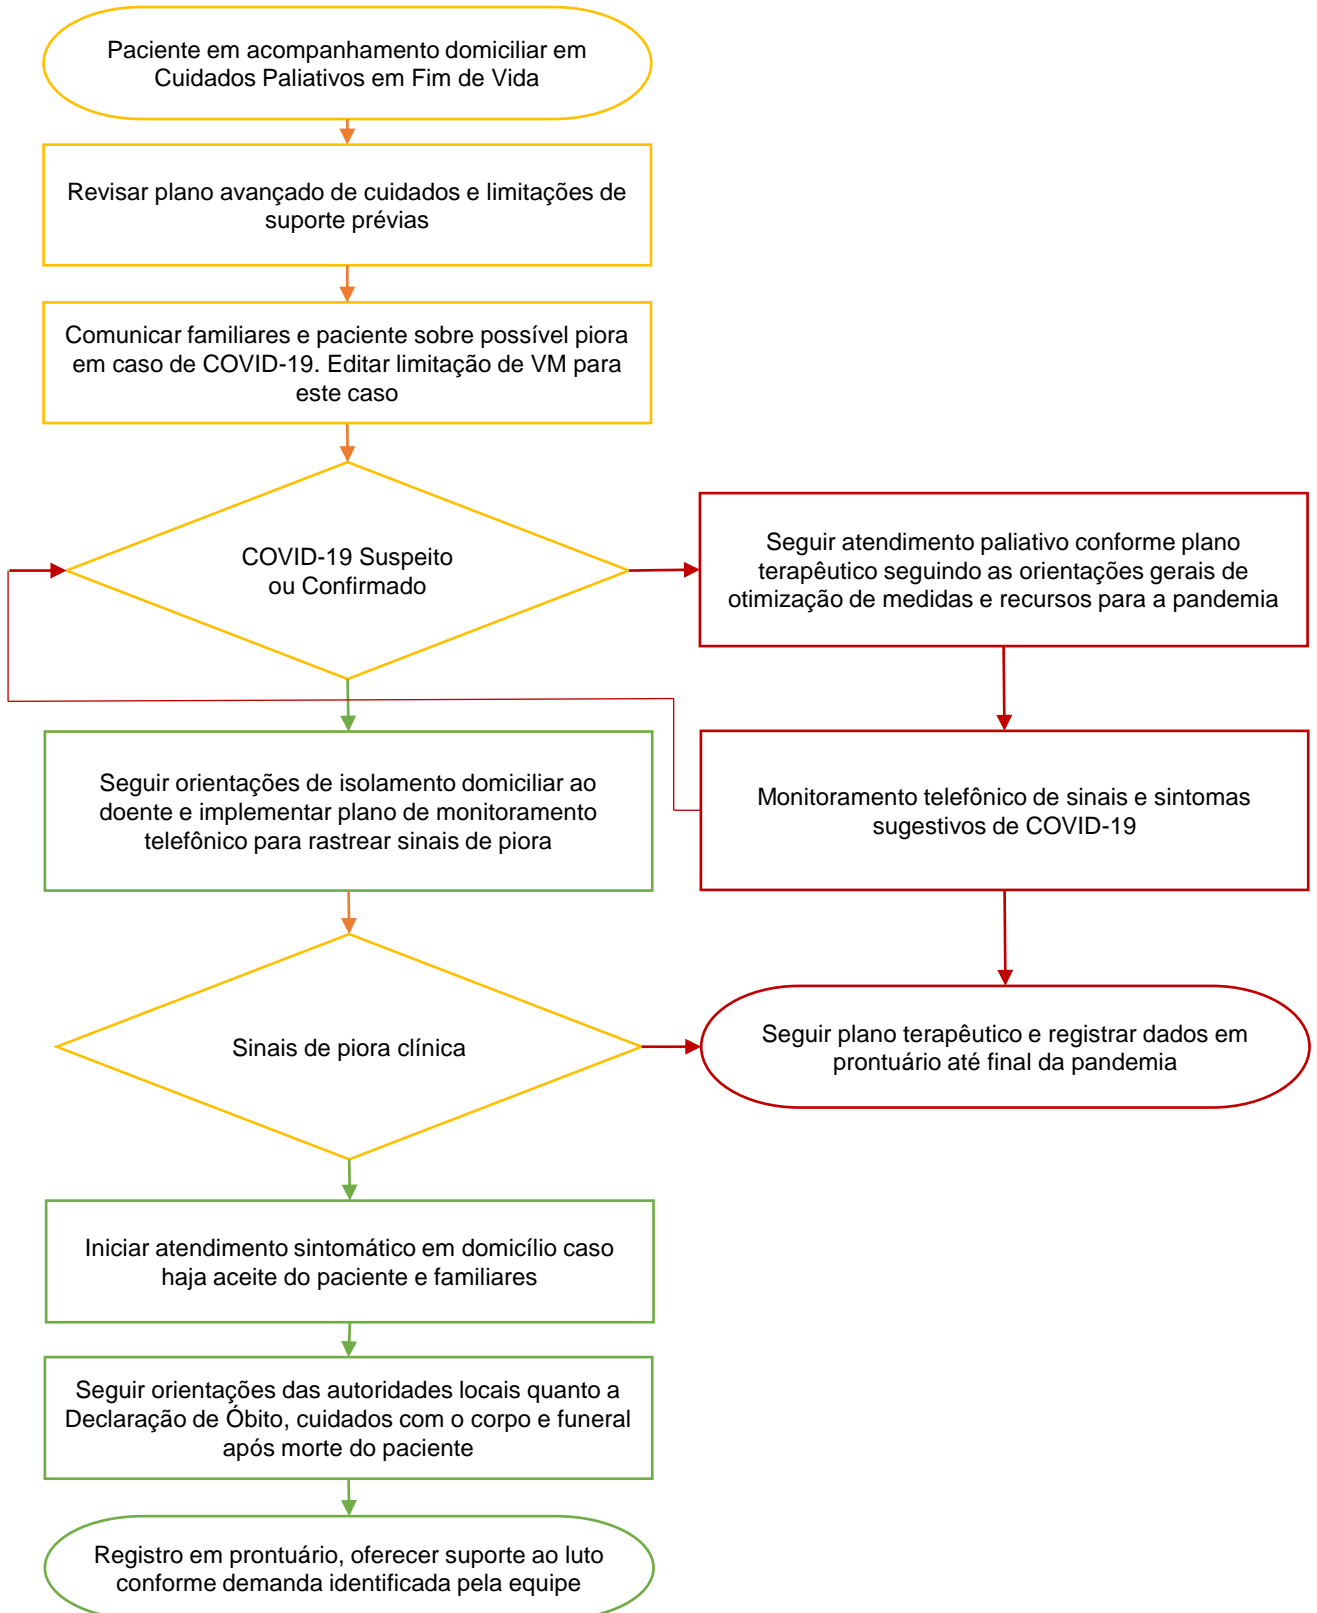 Paciente em acompanhamento domiciliar em
Cuidados Paliativos em Fim de Vida
Revisar plano avançado de cuidados e limitações de
suporte prévias
Comunicar familiares e paciente sobre possível piora
em caso de COVID-19. Editar limitação de VM para
este caso
COVID-19 Suspeito
ou Confirmado
Seguir atendimento paliativo conforme plano
terapêutico seguindo as orientações gerais de
otimização de medidas e recursos para a pandemia
Seguir orientações de isolamento domiciliar ao
doente e implementar plano de monitoramento
telefônico para rastrear sinais de piora
Monitoramento telefônico de sinais e sintomas
sugestivos de COVID-19
Sinais de piora clínica
Seguir plano terapêutico e registrar dados em
prontuário até final da pandemia
Iniciar atendimento sintomático em domicílio caso
haja aceite do paciente e familiares
Seguir orientações das autoridades locais quanto a
Declaração de Óbito, cuidados com o corpo e funeral
após morte do paciente
Registro em prontuário, oferecer suporte ao luto
conforme demanda identificada pela equipe